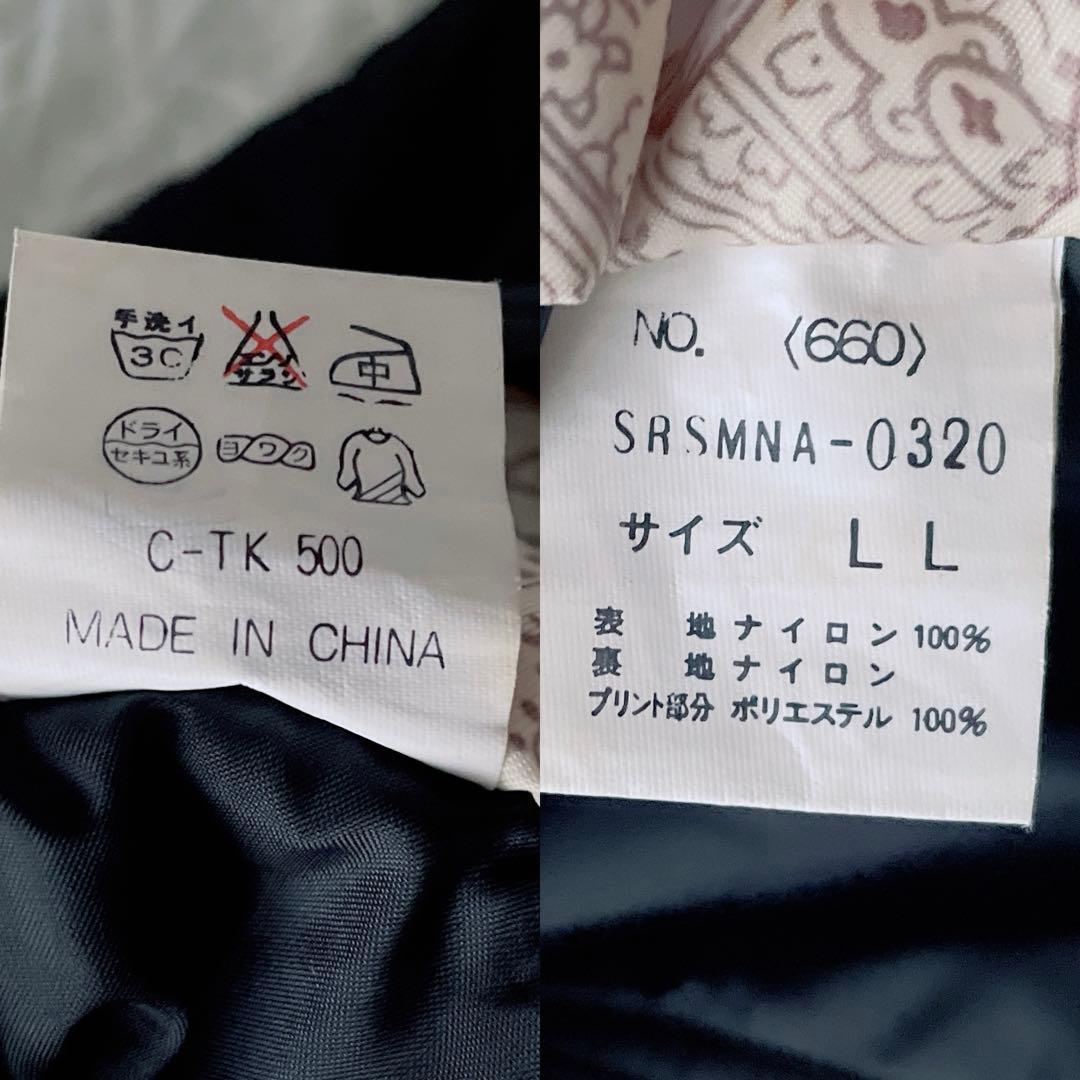 手洗イ
30
エンソ
サラシ
中
ドライ
セキユ系
ヨワク
C-TK 500
MADE IN CHINA
NO. 〈660〉
SRSMNA-0320
サイズ LL
表 地 ナイロン 100%
裏 地 ナイロン
プリント部分 ポリエステル 100%